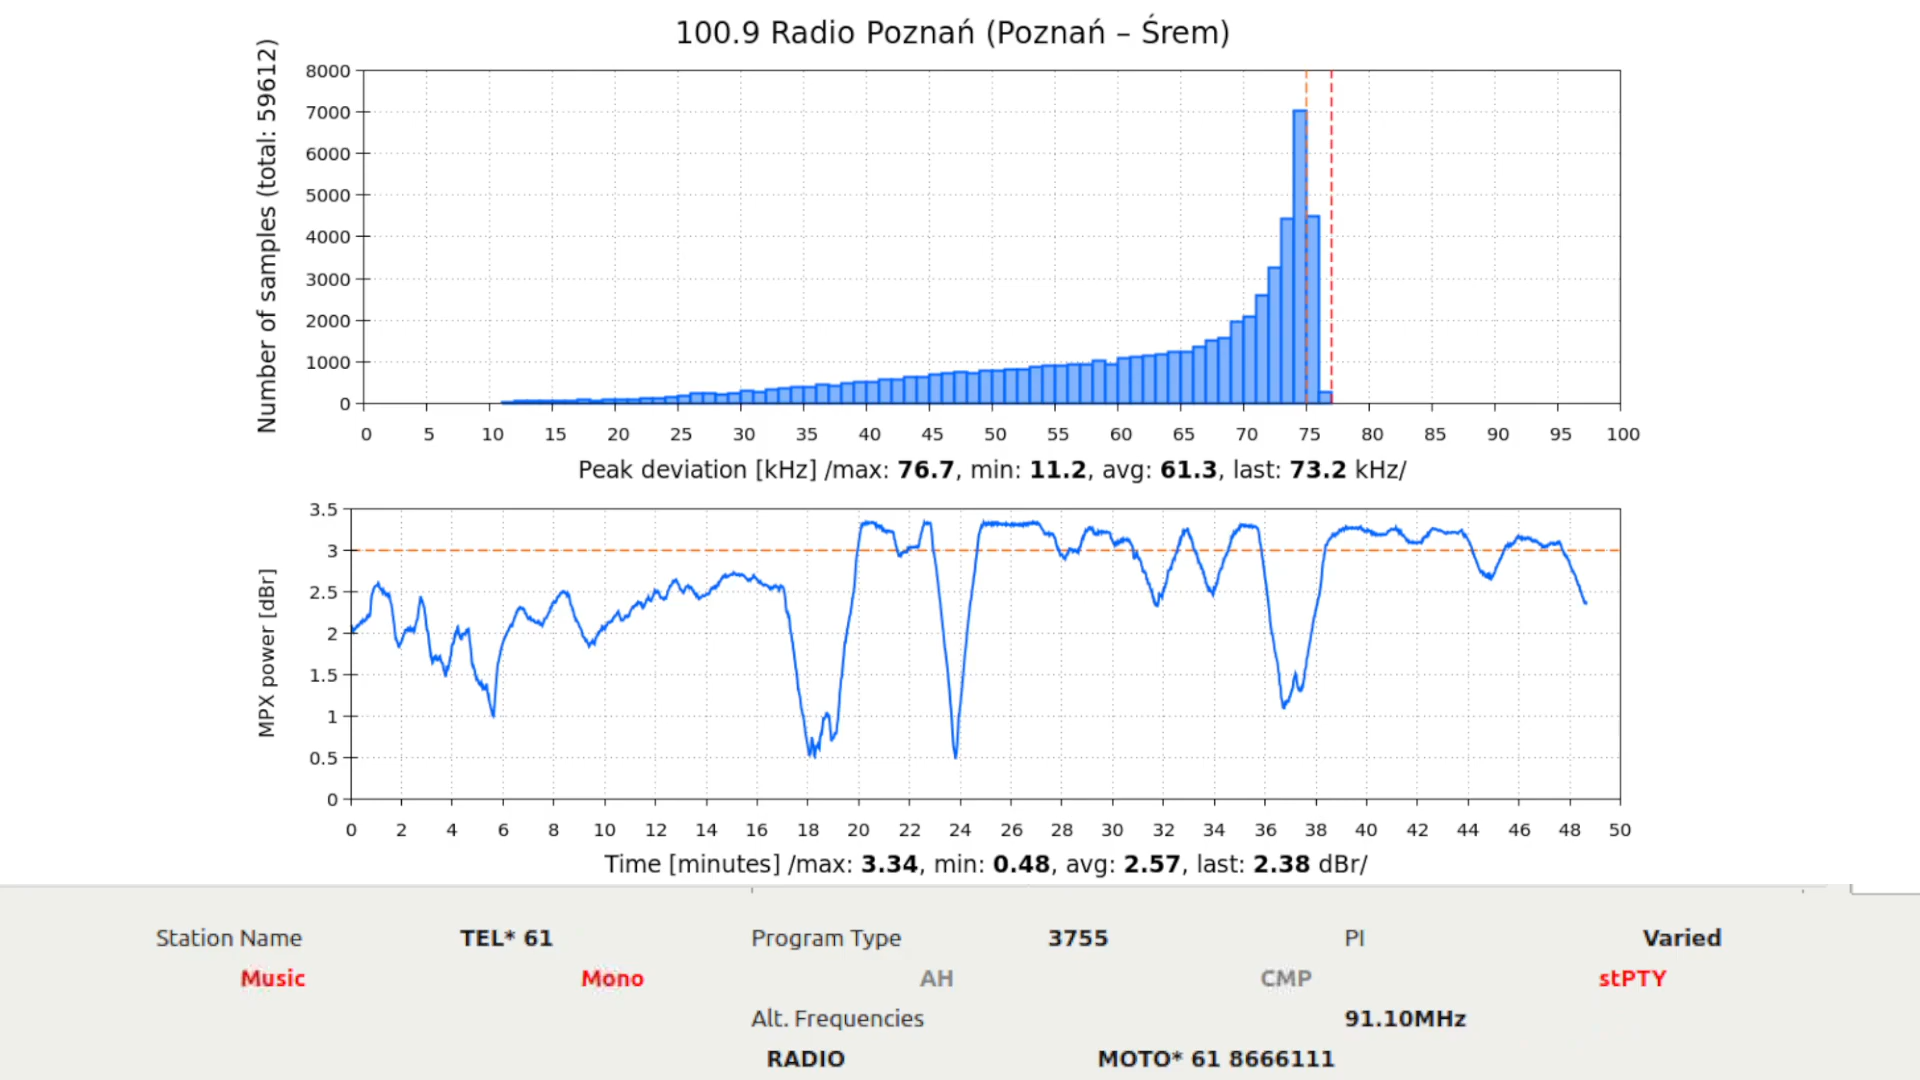 100.9 Radio Poznań (Poznań – Śrem)
Number of samples (total: 59612)
8000
7000
6000
5000
4000
3000
2000
1000
0
0 5 10 15 20 25 30 35 40 45 50 55 60 65 70 75 80 85 90 95 100
Peak deviation [kHz] /max: 76.7, min: 11.2, avg: 61.3, last: 73.2 kHz/
MPX power [dBr]
3.5
3
2.5
2
1.5
1
0.5
0
0 2 4 6 8 10 12 14 16 18 20 22 24 26 28 30 32 34 36 38 40 42 44 46 48 50
Time [minutes] /max: 3.34, min: 0.48, avg: 2.57, last: 2.38 dBr/
Station Name TEL* 61 Program Type 3755 PI Varied
Music Mono AH CMP stPTY
Alt. Frequencies 91.10MHz
RADIO MOTO* 61 8666111